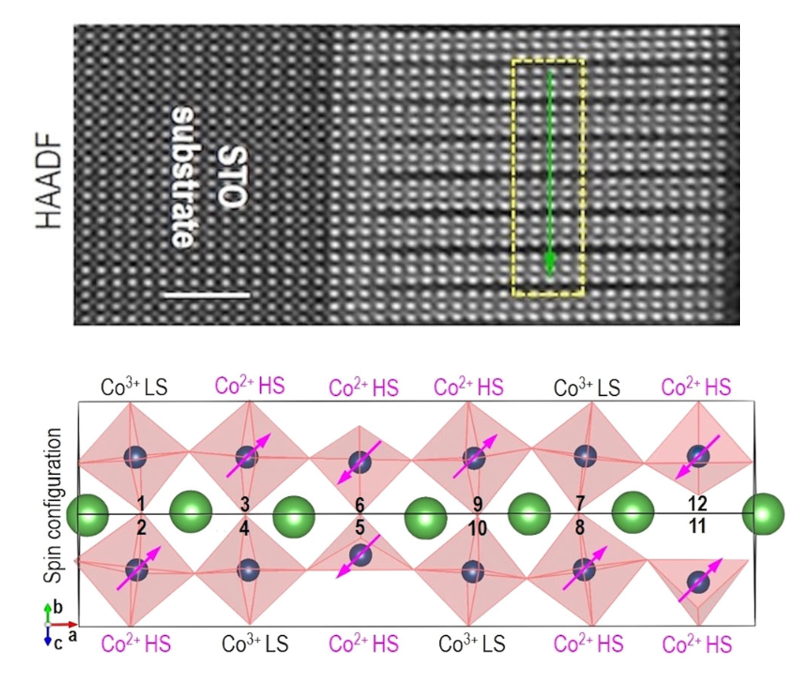 HAADF
STO
substrate
Co³⁺ LS
Co²⁺ HS
Co²⁺ HS
Co²⁺ HS
Co³⁺ LS
Co²⁺ HS
Spin configuration
1
3
6
9
7
12
2
4
5
10
8
11
b
a
c
Co²⁺ HS
Co³⁺ LS
Co²⁺ HS
Co³⁺ LS
Co²⁺ HS
Co²⁺ HS